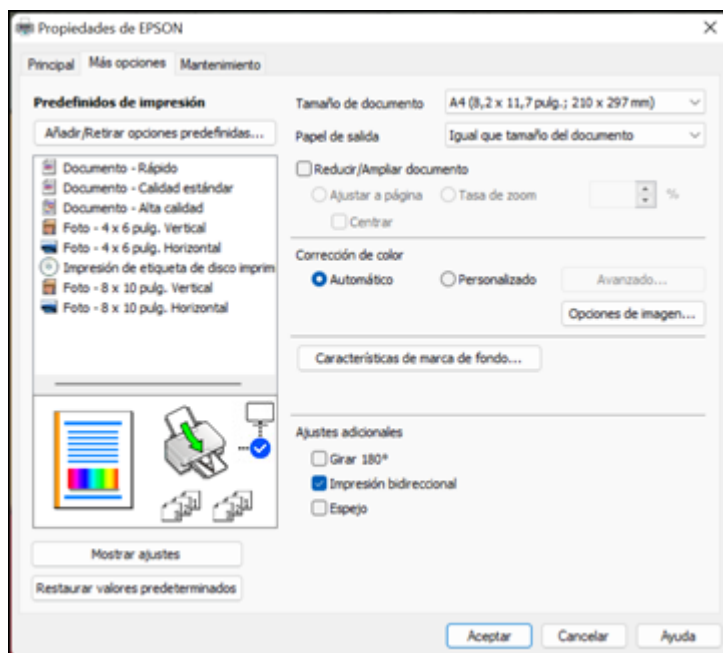 Propiedades de EPSON
Principal
Más opciones
Mantenimiento
Predefinidos de impresión
Añadir/Retirar opciones predefinidas...
Documento - Rápido
Documento - Calidad estándar
Documento - Alta calidad
Foto - 4 x 6 pulg. Vertical
Foto - 4 x 6 pulg. Horizontal
Impresión de etiqueta de disco imprim
Foto - 8 x 10 pulg. Vertical
Foto - 8 x 10 pulg. Horizontal
Mostrar ajustes
Restaurar valores predeterminados
Tamaño de documento
A4 (8,2 x 11,7 pulg.; 210 x 297 mm)
Papel de salida
Igual que tamaño del documento
Reducir/Ampliar documento
Ajustar a página
Tasa de zoom
%
Centrar
Corrección de color
Automático
Personalizado
Avanzado...
Opciones de imagen...
Características de marca de fondo...
Ajustes adicionales
Girar 180°
Impresión bidireccional
Espejo
Aceptar
Cancelar
Ayuda